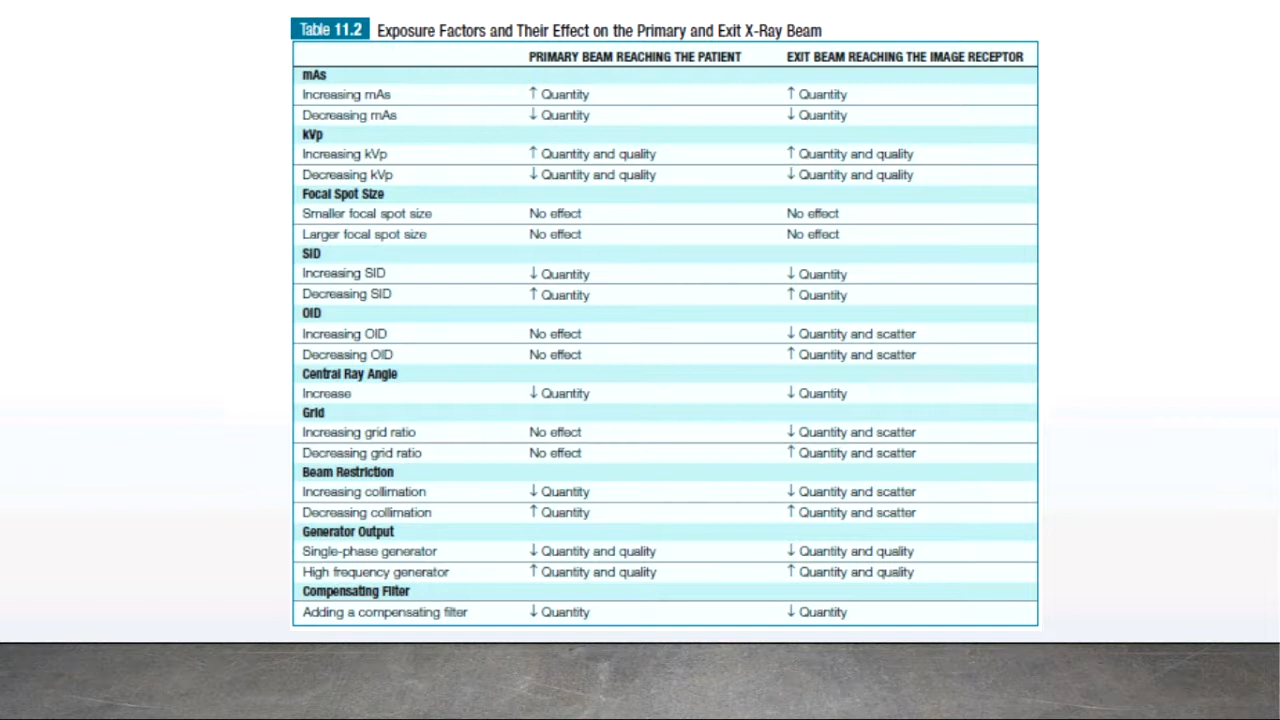 Table 11.2 Exposure Factors and Their Effect on the Primary and Exit X-Ray Beam
PRIMARY BEAM REACHING THE PATIENT EXIT BEAM REACHING THE IMAGE RECEPTOR
mAs
Increasing mAs ↑ Quantity ↑ Quantity
Decreasing mAs ↓ Quantity ↓ Quantity
kVp
Increasing kVp ↑ Quantity and quality ↑ Quantity and quality
Decreasing kVp ↓ Quantity and quality ↓ Quantity and quality
Focal Spot Size
Smaller focal spot size No effect No effect
Larger focal spot size No effect No effect
SID
Increasing SID ↓ Quantity ↓ Quantity
Decreasing SID ↑ Quantity ↑ Quantity
OID
Increasing OID No effect ↓ Quantity and scatter
Decreasing OID No effect ↑ Quantity and scatter
Central Ray Angle
Increase ↓ Quantity ↓ Quantity
Grid
Increasing grid ratio No effect ↓ Quantity and scatter
Decreasing grid ratio No effect ↑ Quantity and scatter
Beam Restriction
Increasing collimation ↓ Quantity ↓ Quantity and scatter
Decreasing collimation ↑ Quantity ↑ Quantity and scatter
Generator Output
Single-phase generator ↓ Quantity and quality ↓ Quantity and quality
High frequency generator ↑ Quantity and quality ↑ Quantity and quality
Compensating Filter
Adding a compensating filter ↓ Quantity ↓ Quantity